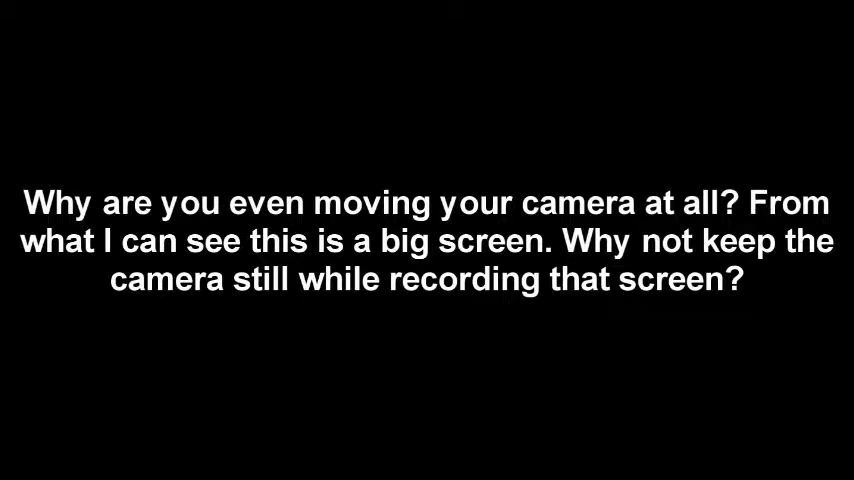 Why are you even moving your camera at all? From
what I can see this is a big screen. Why not keep the
camera still while recording that screen?